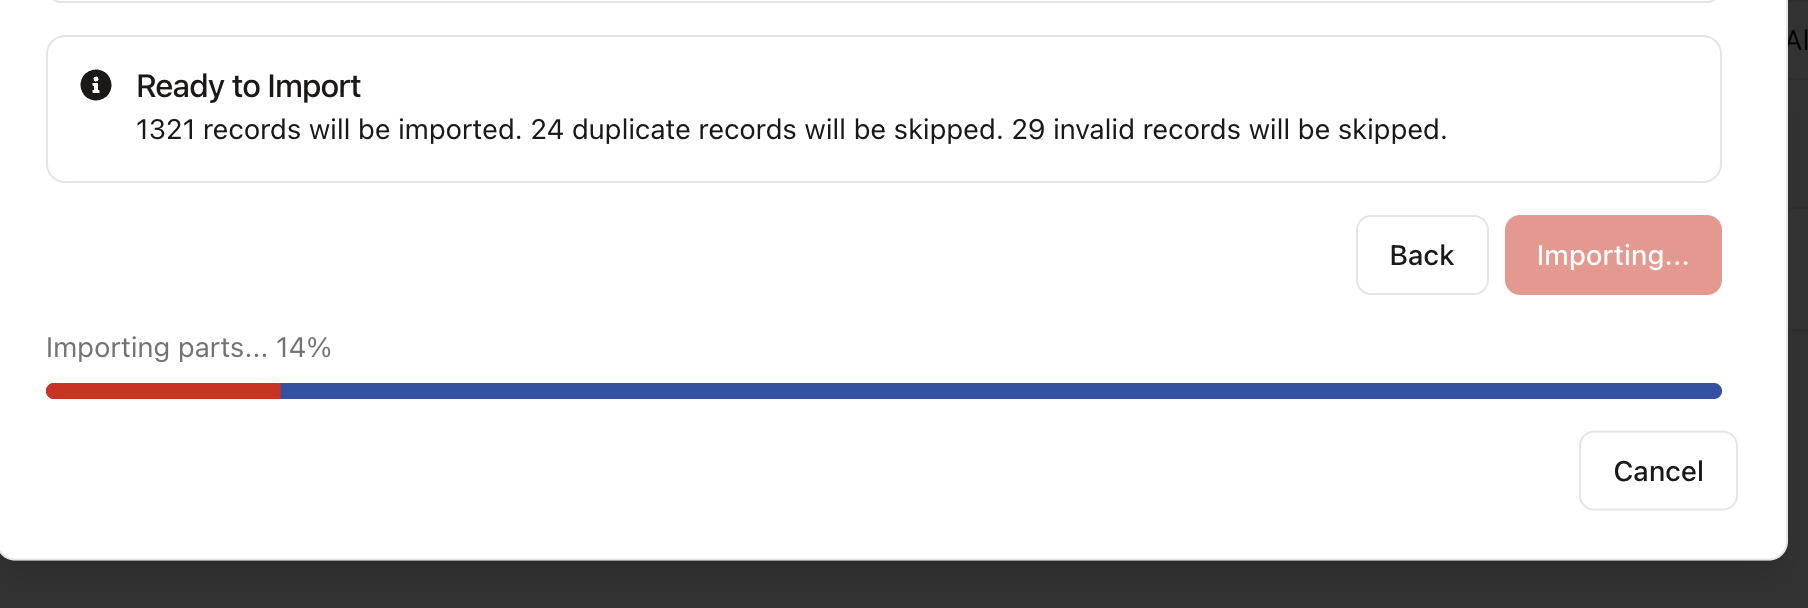 Ready to Import
1321 records will be imported. 24 duplicate records will be skipped. 29 invalid records will be skipped.
Back
Importing...
Importing parts... 14%
Cancel